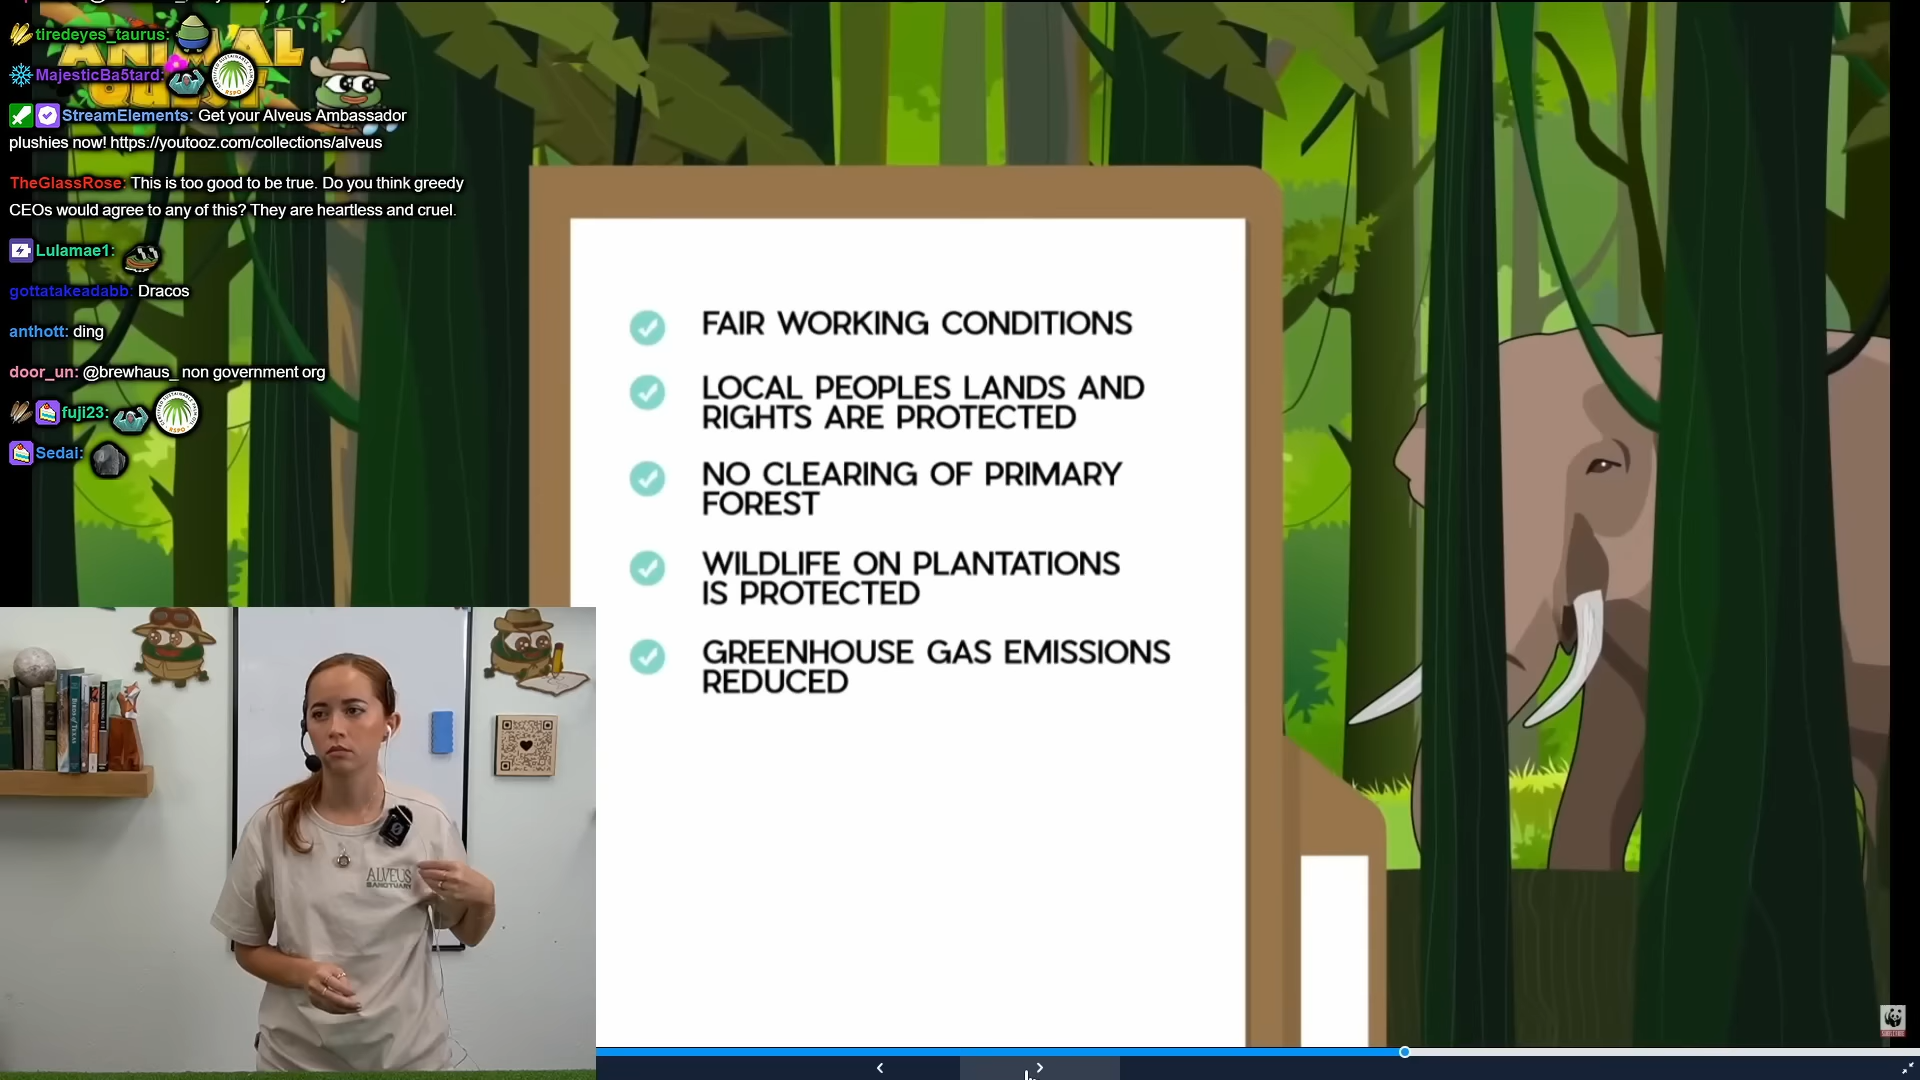 tiredeyes_taurus:
ANIMAL
QUEST
MajesticBa5tard:
StreamElements: Get your Alveus Ambassador
plushies now! https://youtooz.com/collections/alveus
TheGlassRose: This is too good to be true. Do you think greedy
CEOs would agree to any of this? They are heartless and cruel.
Lulamae1:
gottatakeadabb: Dracos
anthott: ding
door_un: @brewhaus_ non government org
fuji23:
Sedai:
FAIR WORKING CONDITIONS
LOCAL PEOPLES LANDS AND
RIGHTS ARE PROTECTED
NO CLEARING OF PRIMARY
FOREST
WILDLIFE ON PLANTATIONS
IS PROTECTED
GREENHOUSE GAS EMISSIONS
REDUCED
ALVEUS
SANCTUARY